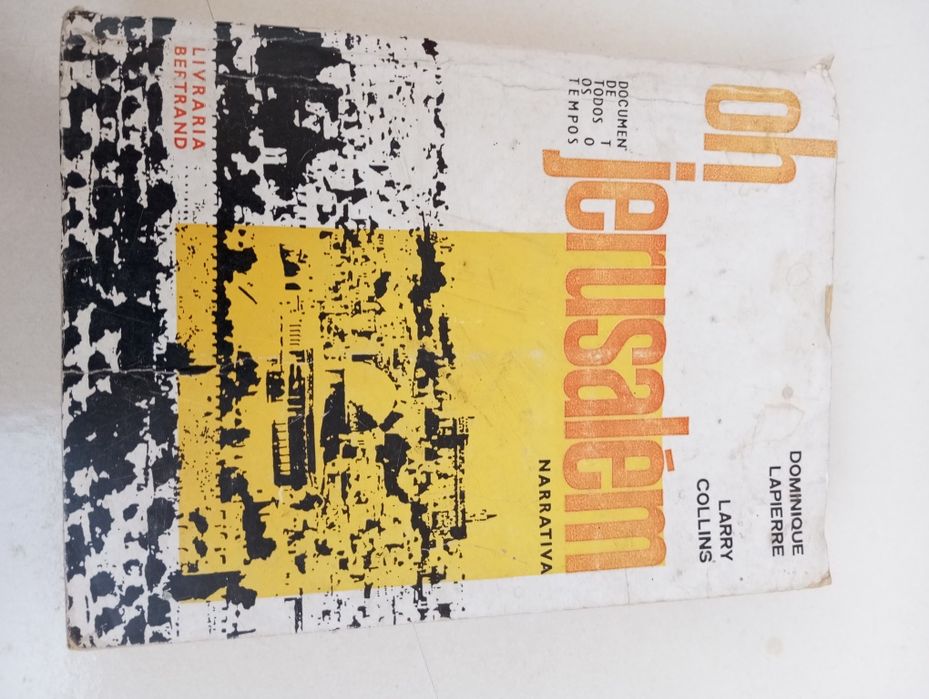 oh
DOMINIQUE
LAPIERRE
LARRY
COLLINS
jerusalém
DOCUMEN T
DE
TODOS O
OS
TEMPOS
NARRATIVA
LIVRARIA
BERTRAND